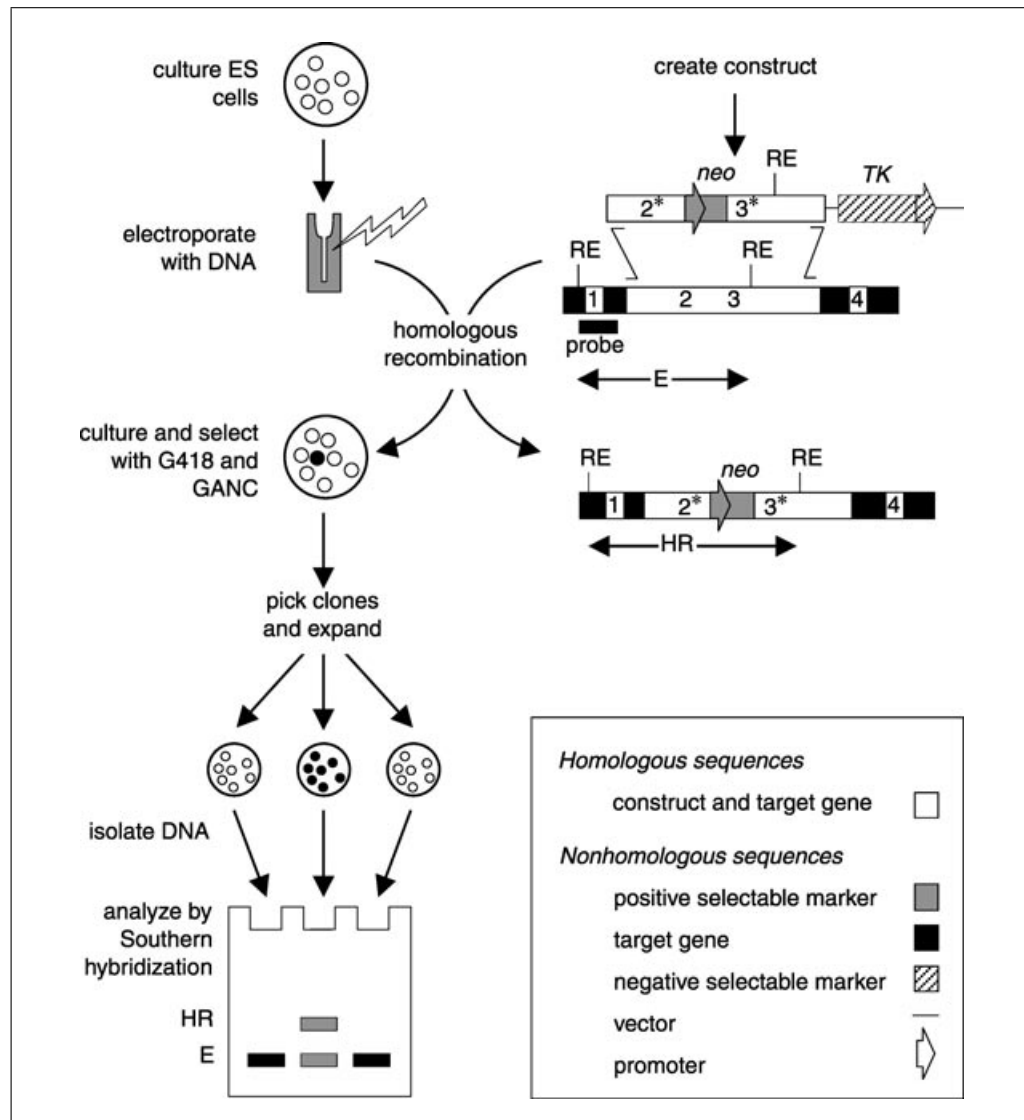 culture ES
cells
electroporate
with DNA
create construct
RE
neo
TK
2*
3*
RE
RE
1
2
3
4
probe
E
homologous
recombination
culture and select
with G418 and
GANC
RE
neo
RE
1
2*
3*
4
HR
pick clones
and expand
isolate DNA
analyze by
Southern
hybridization
HR
E
Homologous sequences
construct and target gene
Nonhomologous sequences
positive selectable marker
target gene
negative selectable marker
vector
promoter